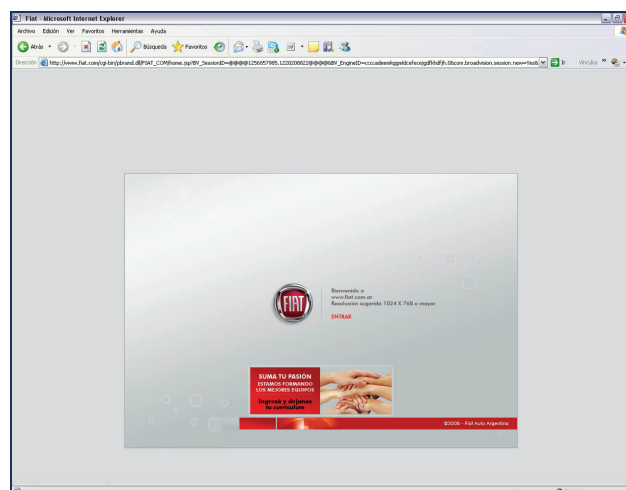 Fiat - Microsoft Internet Explorer
Archivo Edición Ver Favoritos Herramientas Ayuda
Atrás Búsqueda Favoritos
Dirección Ir Vínculos
FIAT
Bienvenido a
www.fiat.com.ar
Resolución sugerida 1024 X 768 o mayor
ENTRAR
SUMA TU PASIÓN
ESTAMOS FORMANDO
LOS MEJORES EQUIPOS
Ingresá y dejanos
tu curriculum
©2008 - Fiat Auto Argentina